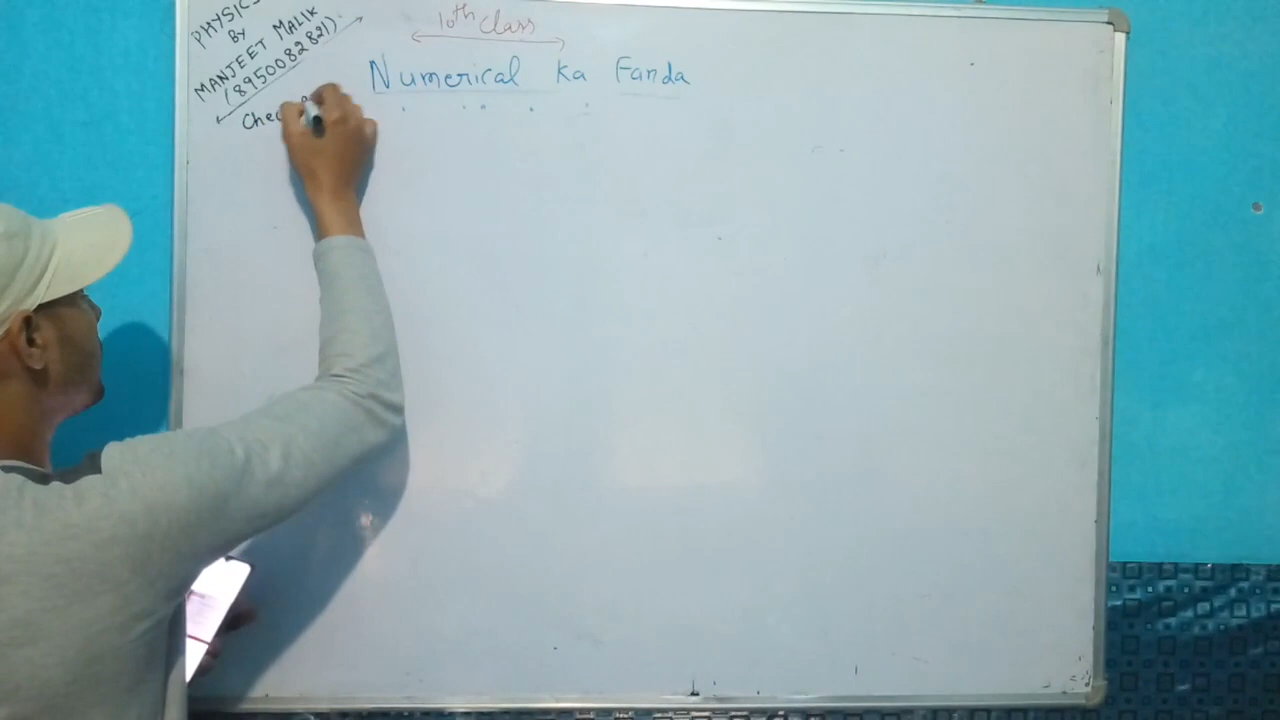 PHYSICS
By
MANJEET MALIK
(8950082821)
10th Class
Numerical ka Fanda